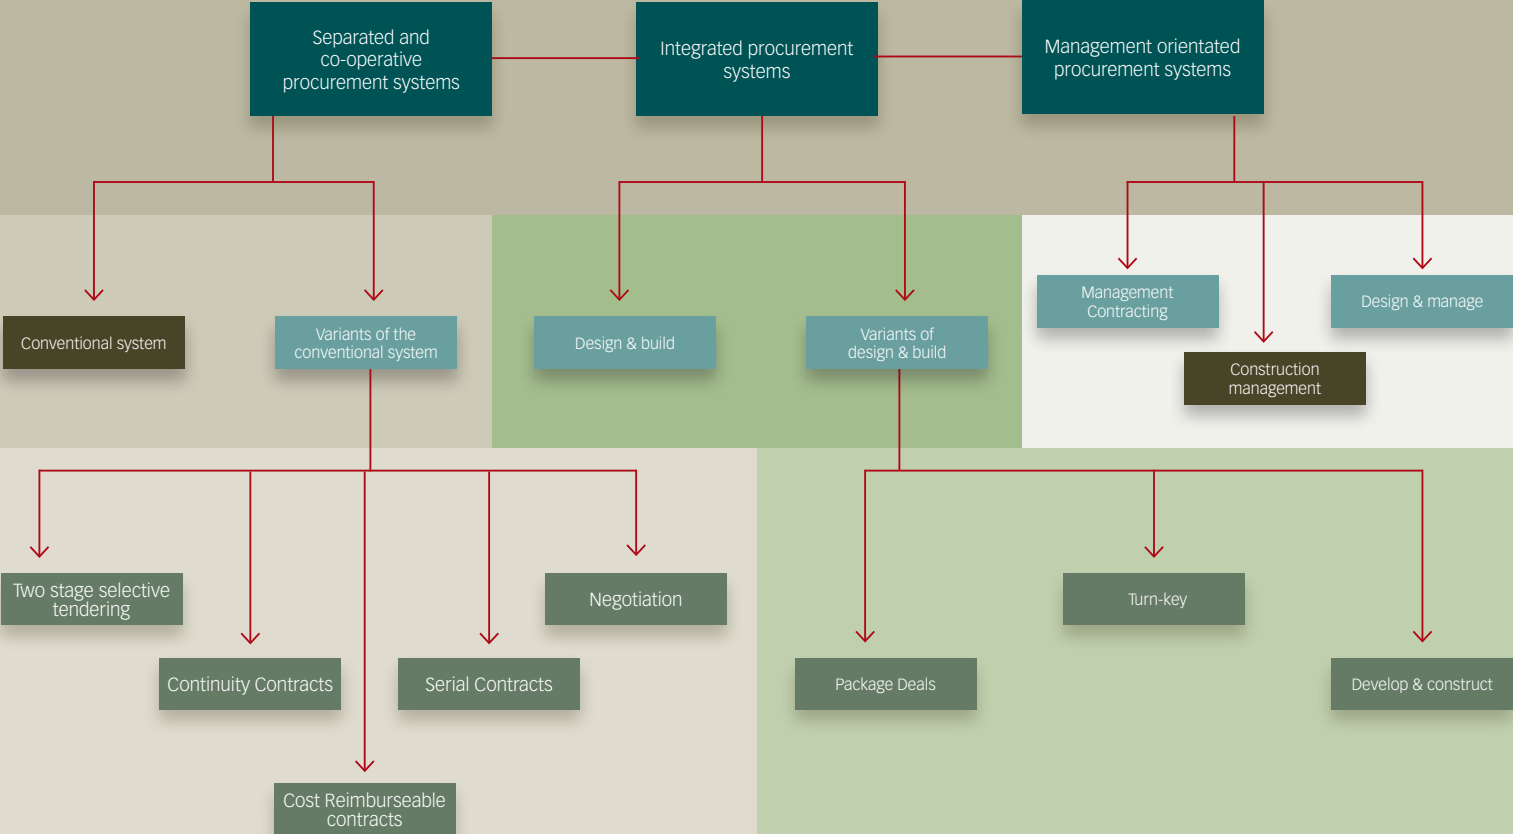 Separated and
co-operative
procurement systems
Integrated procurement
systems
Management orientated
procurement systems
Conventional system
Variants of the
conventional system
Design & build
Variants of
design & build
Management
Contracting
Design & manage
Construction
management
Two stage selective
tendering
Negotiation
Continuity Contracts
Serial Contracts
Cost Reimburseable
contracts
Turn-key
Package Deals
Develop & construct